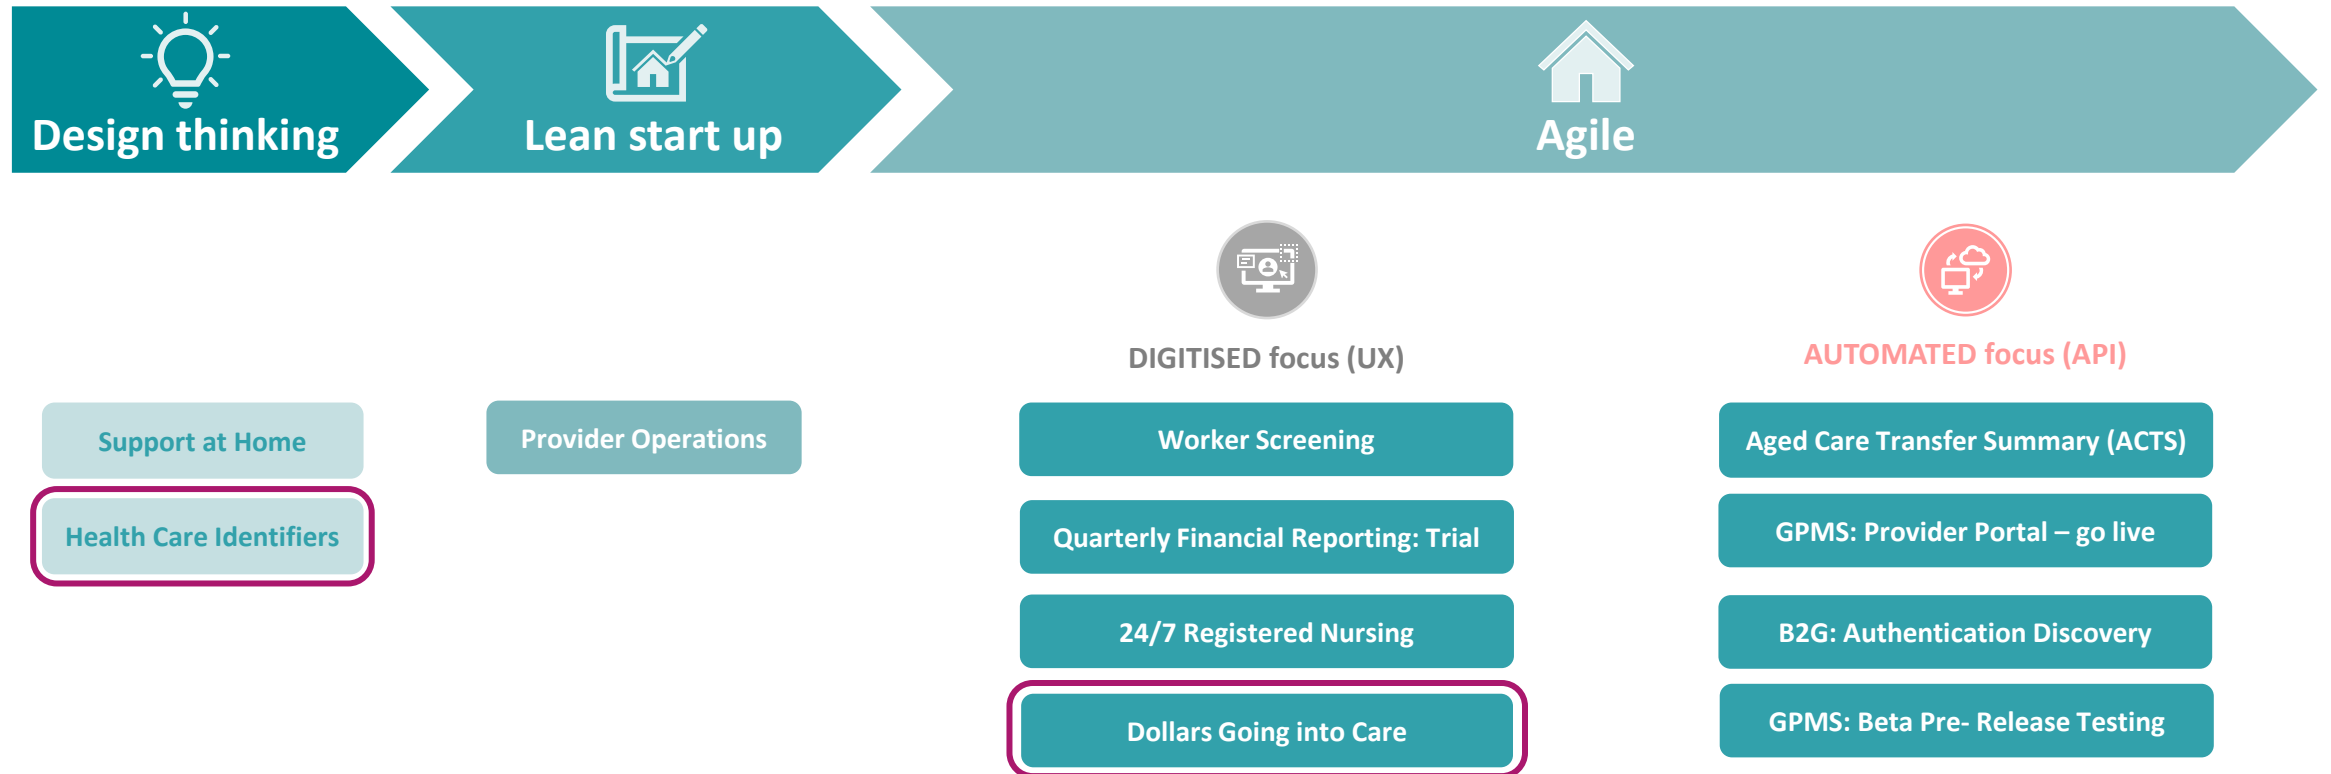 Design thinking
Lean start up
Agile
DIGITISED focus (UX)
AUTOMATED focus (API)
Support at Home
Health Care Identifiers
Provider Operations
Worker Screening
Quarterly Financial Reporting: Trial
24/7 Registered Nursing
Dollars Going into Care
Aged Care Transfer Summary (ACTS)
GPMS: Provider Portal – go live
B2G: Authentication Discovery
GPMS: Beta Pre- Release Testing